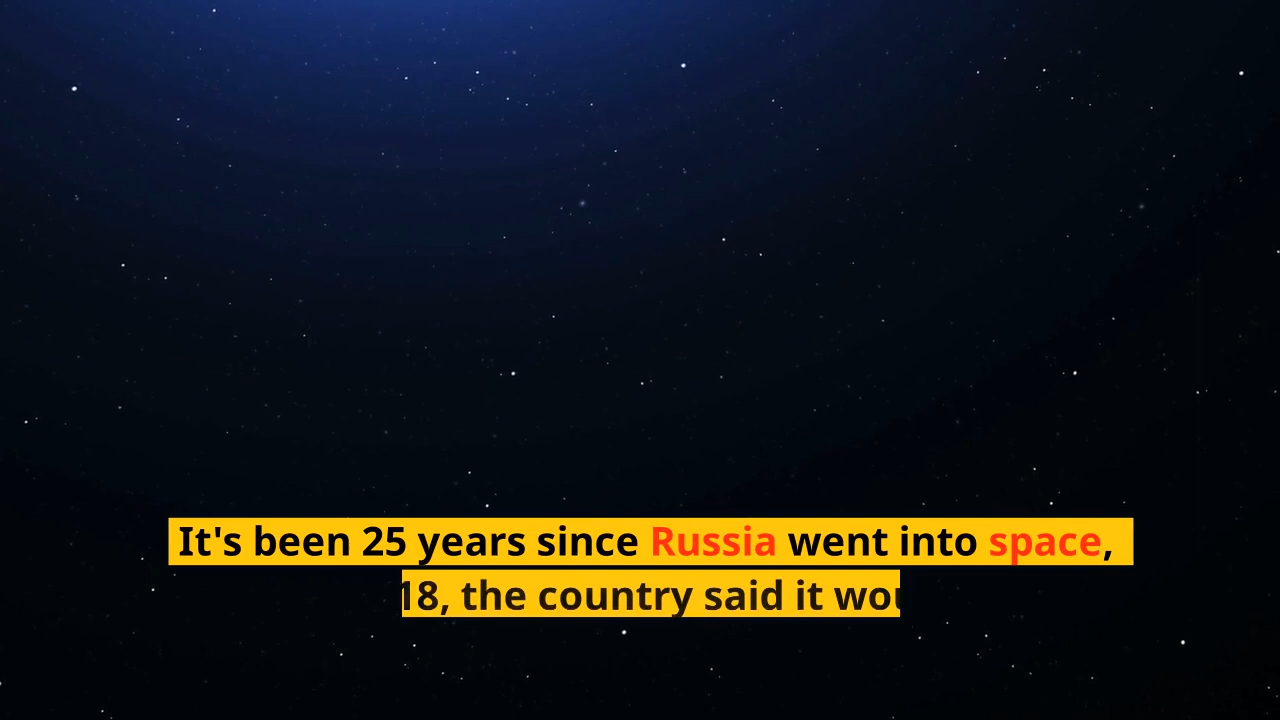 It's been 25 years since Russia went into space,
18, the country said it